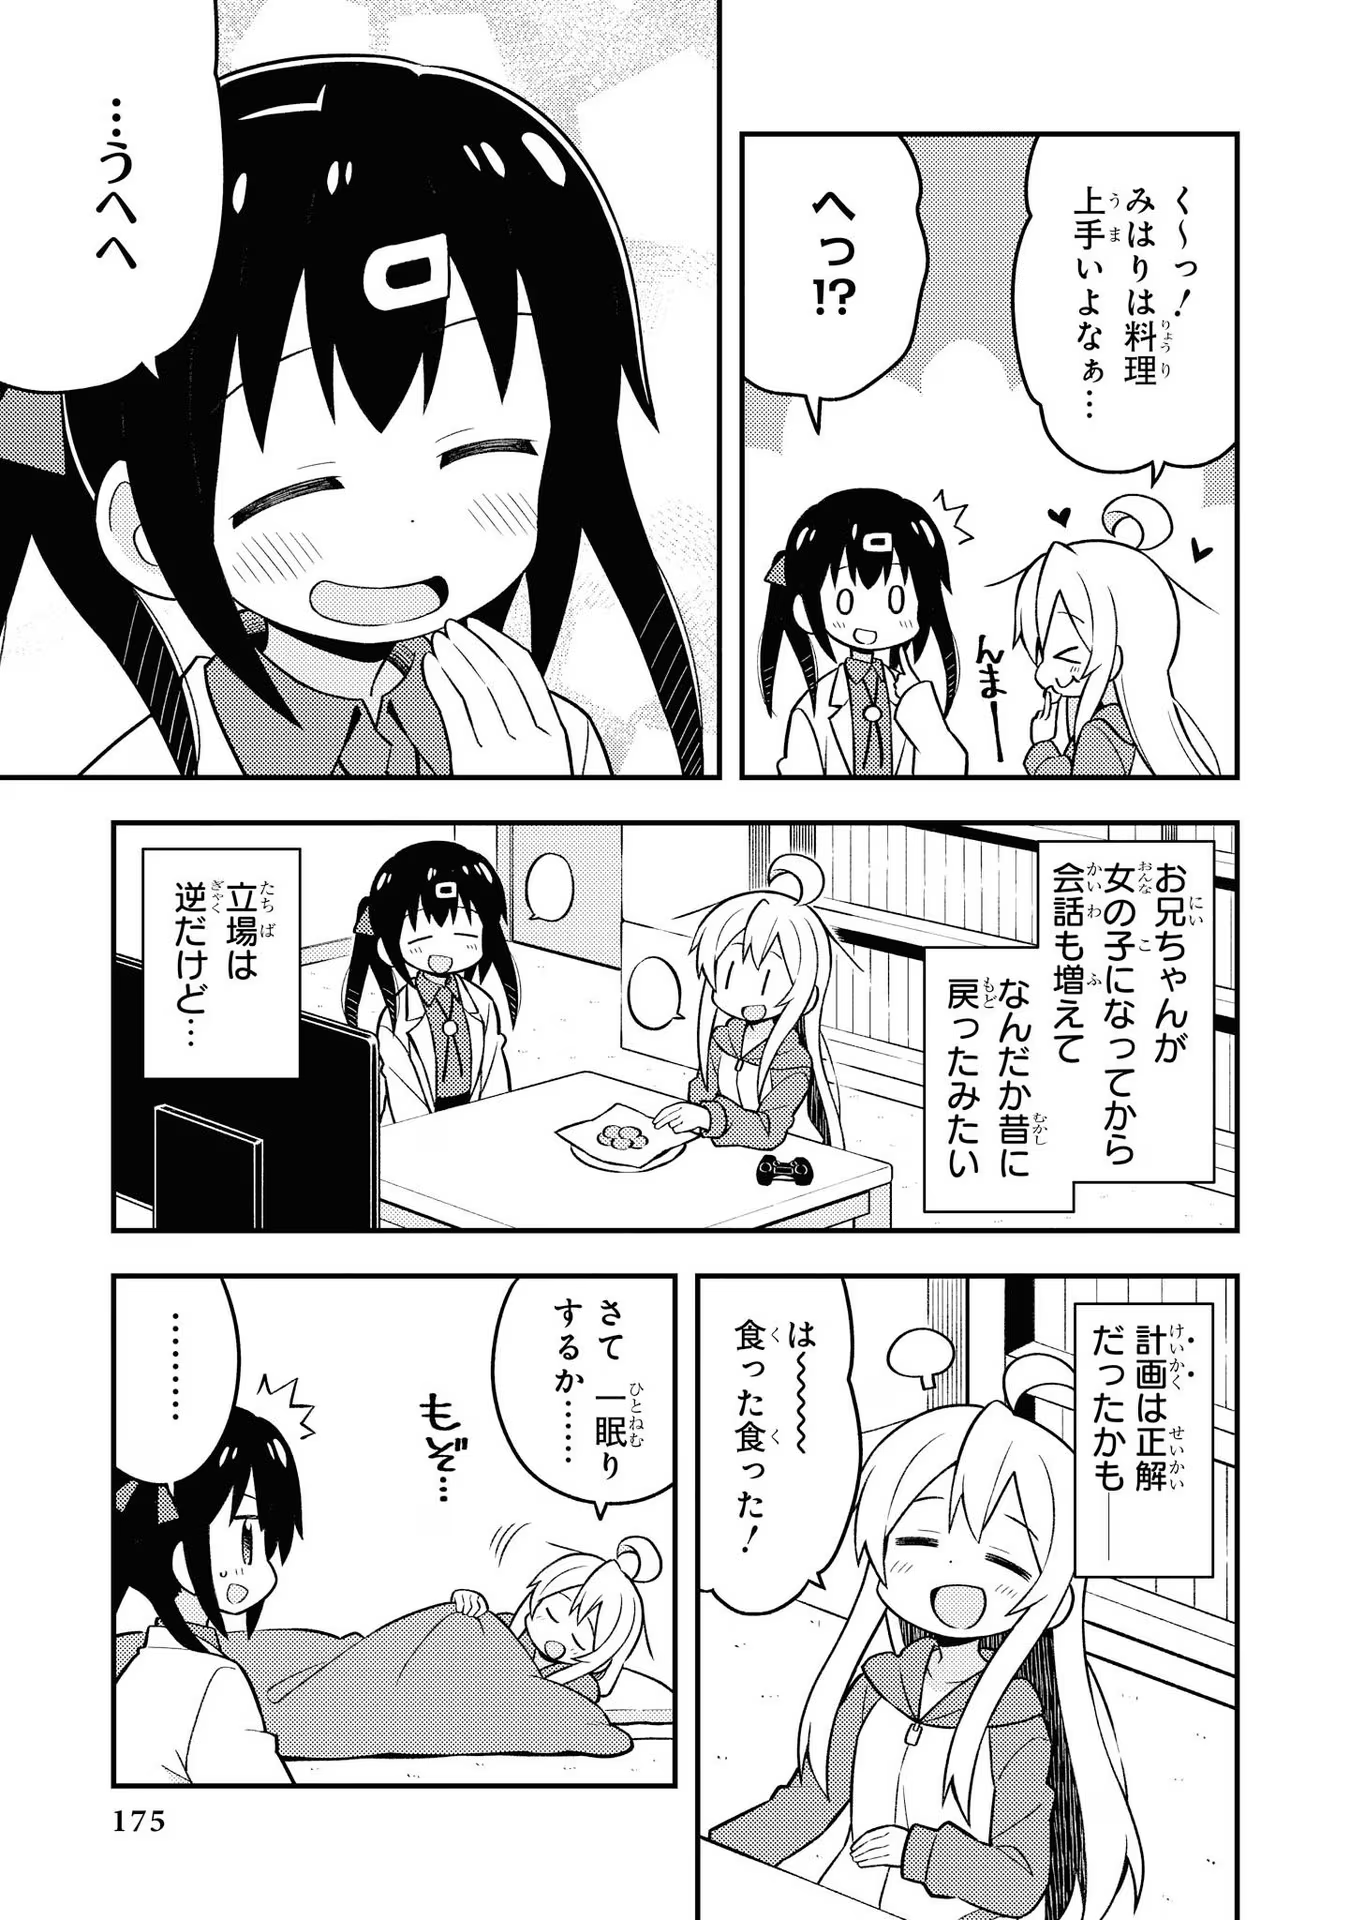 く～っ！
みはりは料理
上手いよなぁ…
へっ!?
んまー
…うへへ
お兄ちゃんが
女の子になってから
会話も増えて
なんだか昔に
戻ったみたい
立場は
逆だけど…
計画は正解
だったかも―
は～～～～
食った食った！
さて 一眠り
するか……
もぞ…
………
175